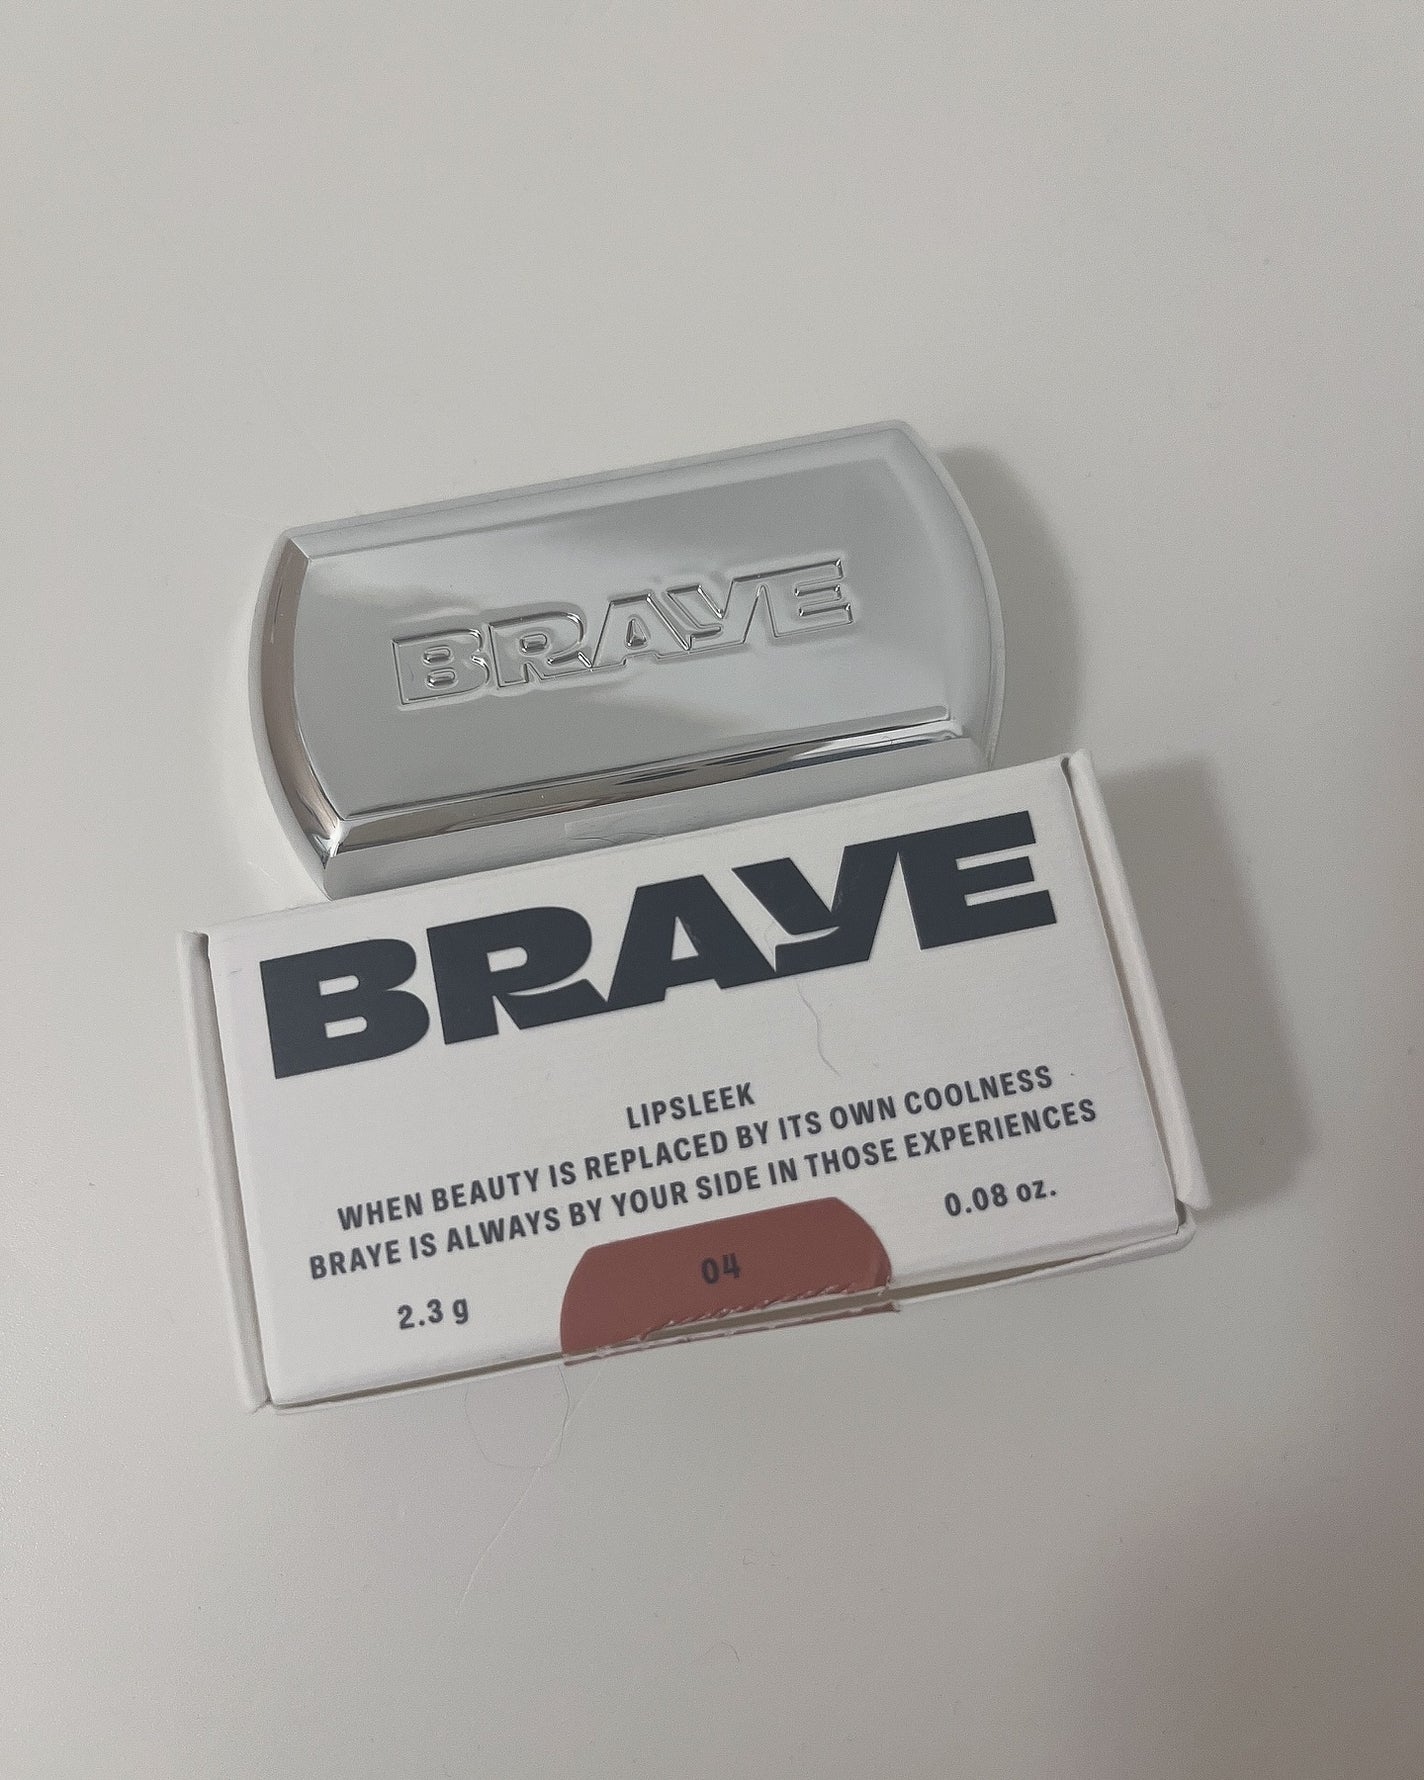 BRAYE
BRAYE
LIPSLEEK
WHEN BEAUTY IS REPLACED BY ITS OWN COOLNESS
BRAYE IS ALWAYS BY YOUR SIDE IN THOSE EXPERIENCES
2.3 g
04
0.08 oz.